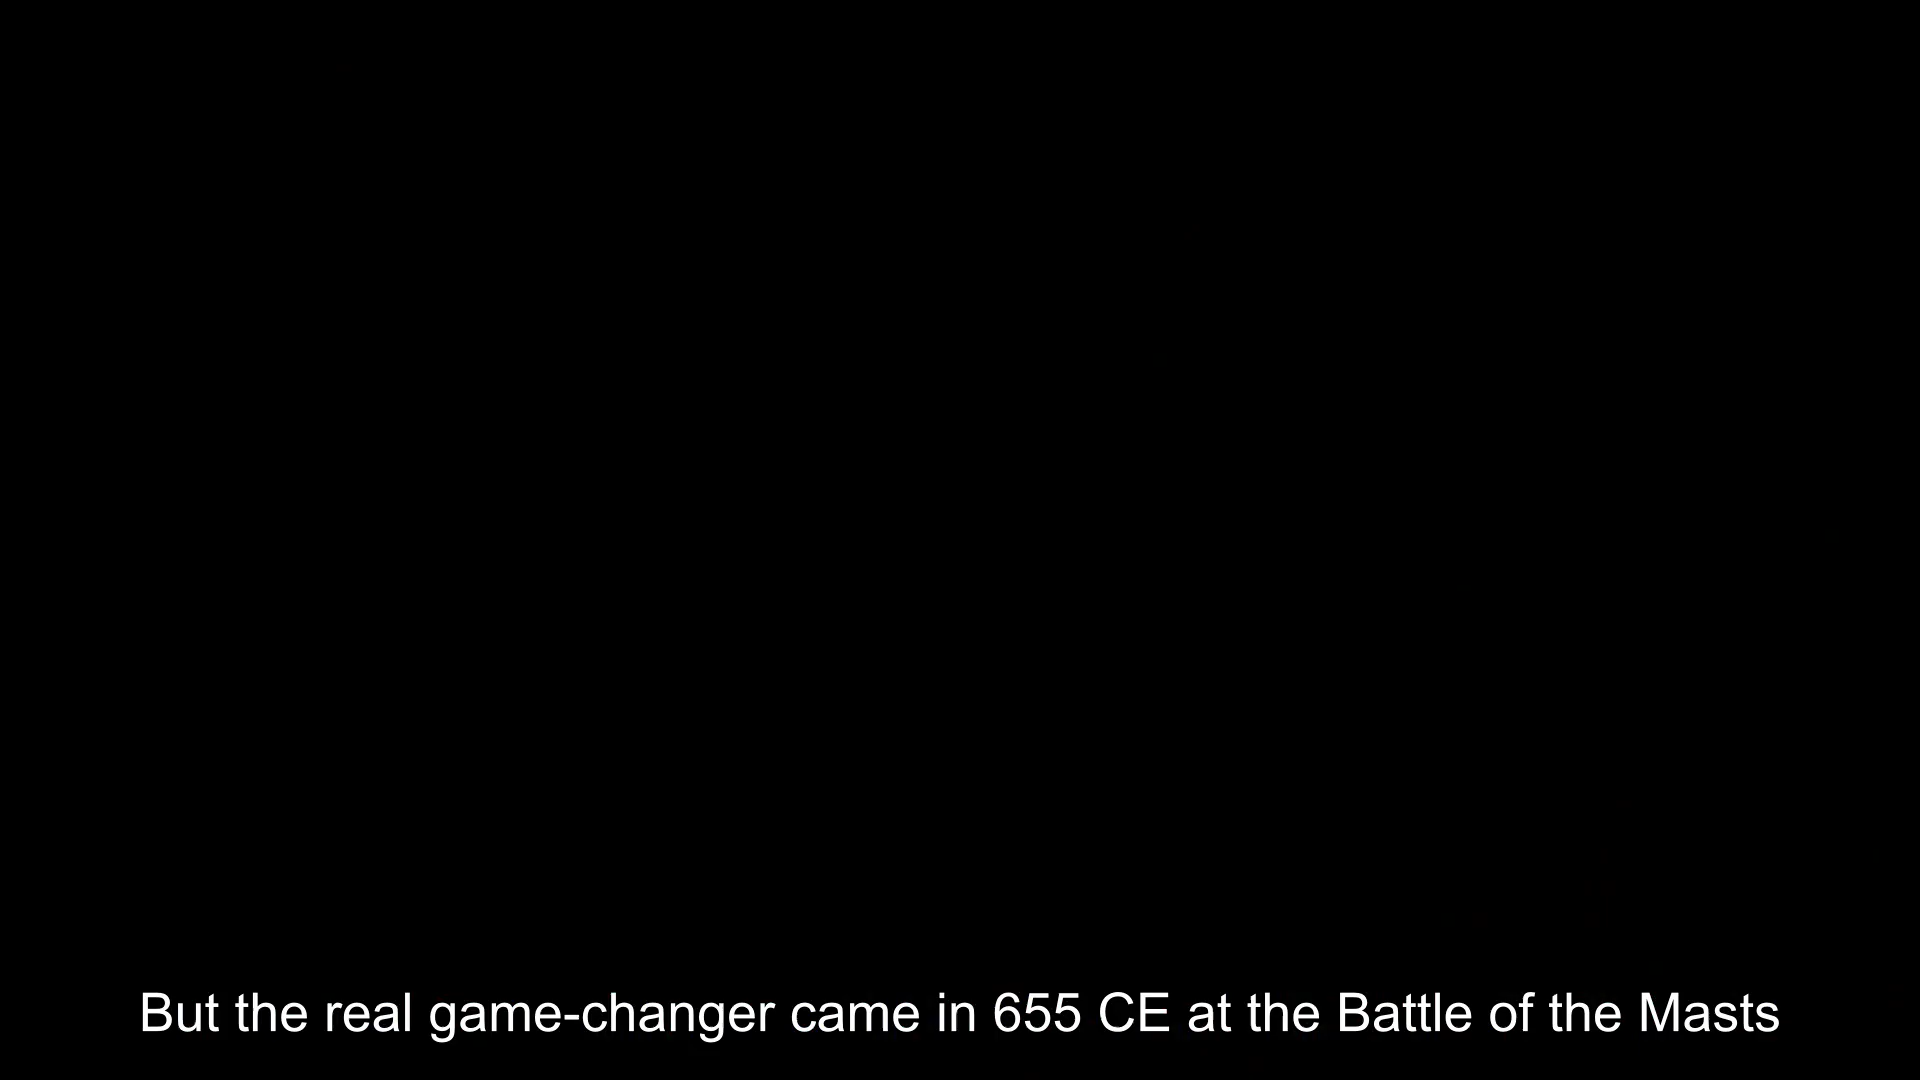 But the real game-changer came in 655 CE at the Battle of the Masts